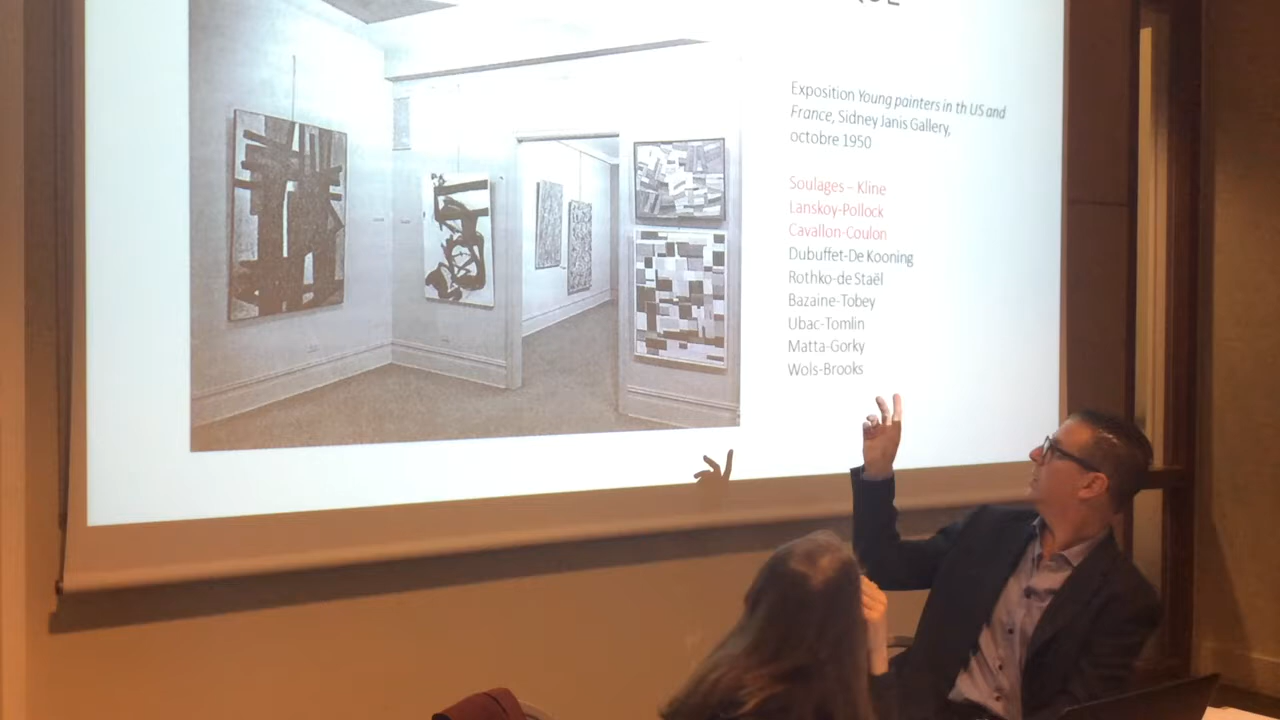 Exposition Young painters in th US and
France, Sidney Janis Gallery,
octobre 1950
Soulages – Kline
Lanskoy-Pollock
Cavallon-Coulon
Dubuffet-De Kooning
Rothko-de Staël
Bazaine-Tobey
Ubac-Tomlin
Matta-Gorky
Wols-Brooks